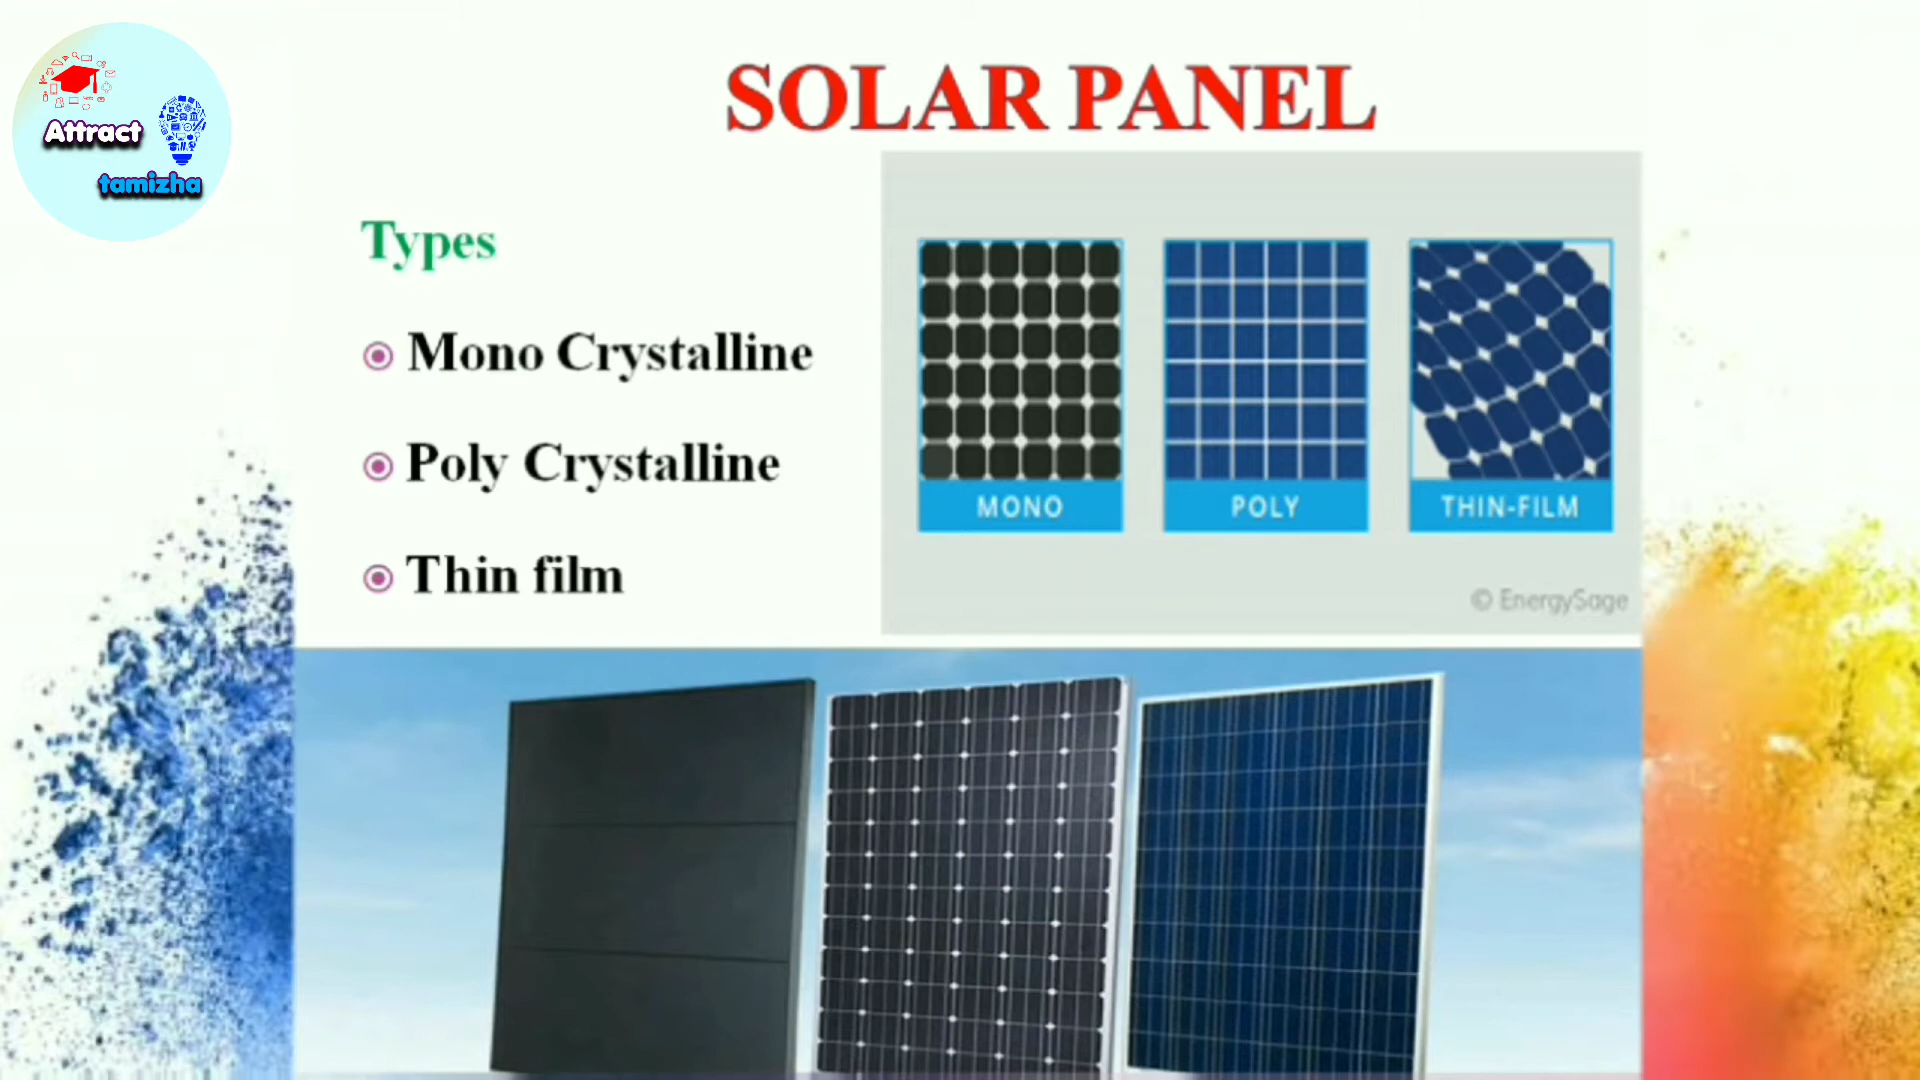 Attract
tamizha
SOLAR PANEL
Types
Mono Crystalline
Poly Crystalline
Thin film
MONO
POLY
THIN-FILM
© EnergySage